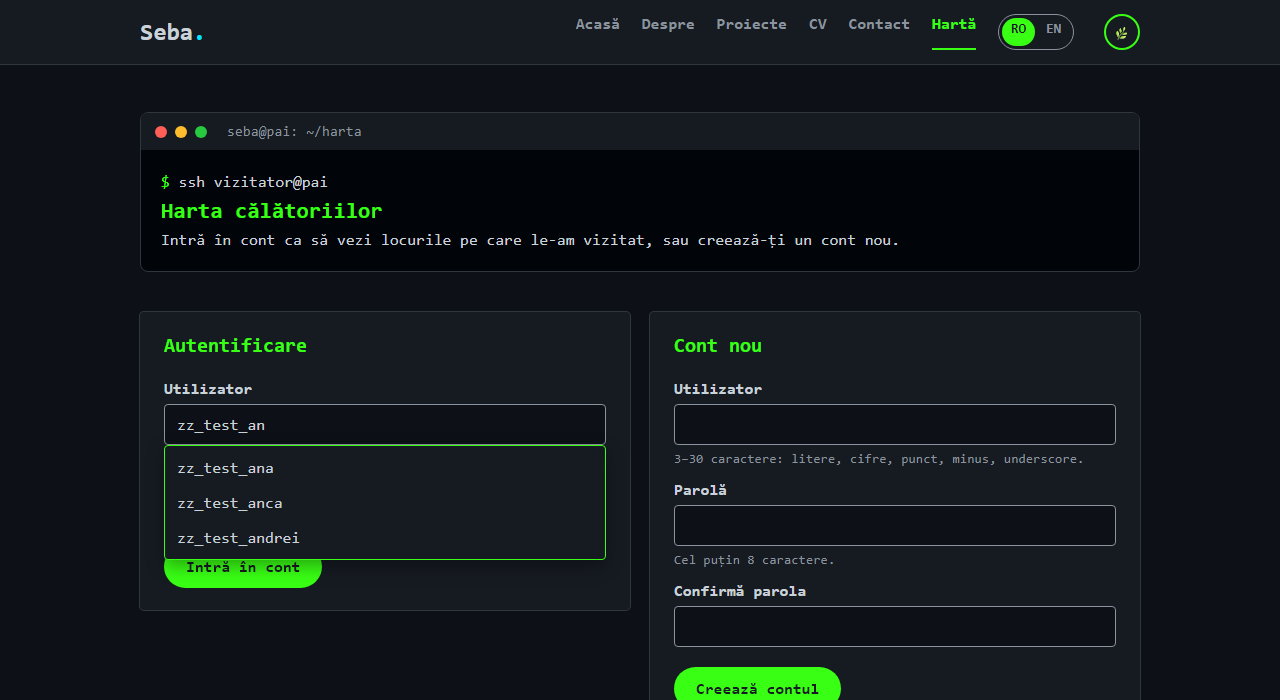 Seba.
Acasă Despre Proiecte CV Contact Hartă RO EN
seba@pai: ~/harta
$ ssh vizitator@pai
Harta călătoriilor
Intră în cont ca să vezi locurile pe care le-am vizitat, sau creează-ți un cont nou.
Autentificare
Utilizator
zz_test_an
zz_test_ana
zz_test_anca
zz_test_andrei
Intră în cont
Cont nou
Utilizator
3–30 caractere: litere, cifre, punct, minus, underscore.
Parolă
Cel puțin 8 caractere.
Confirmă parola
Creează contul